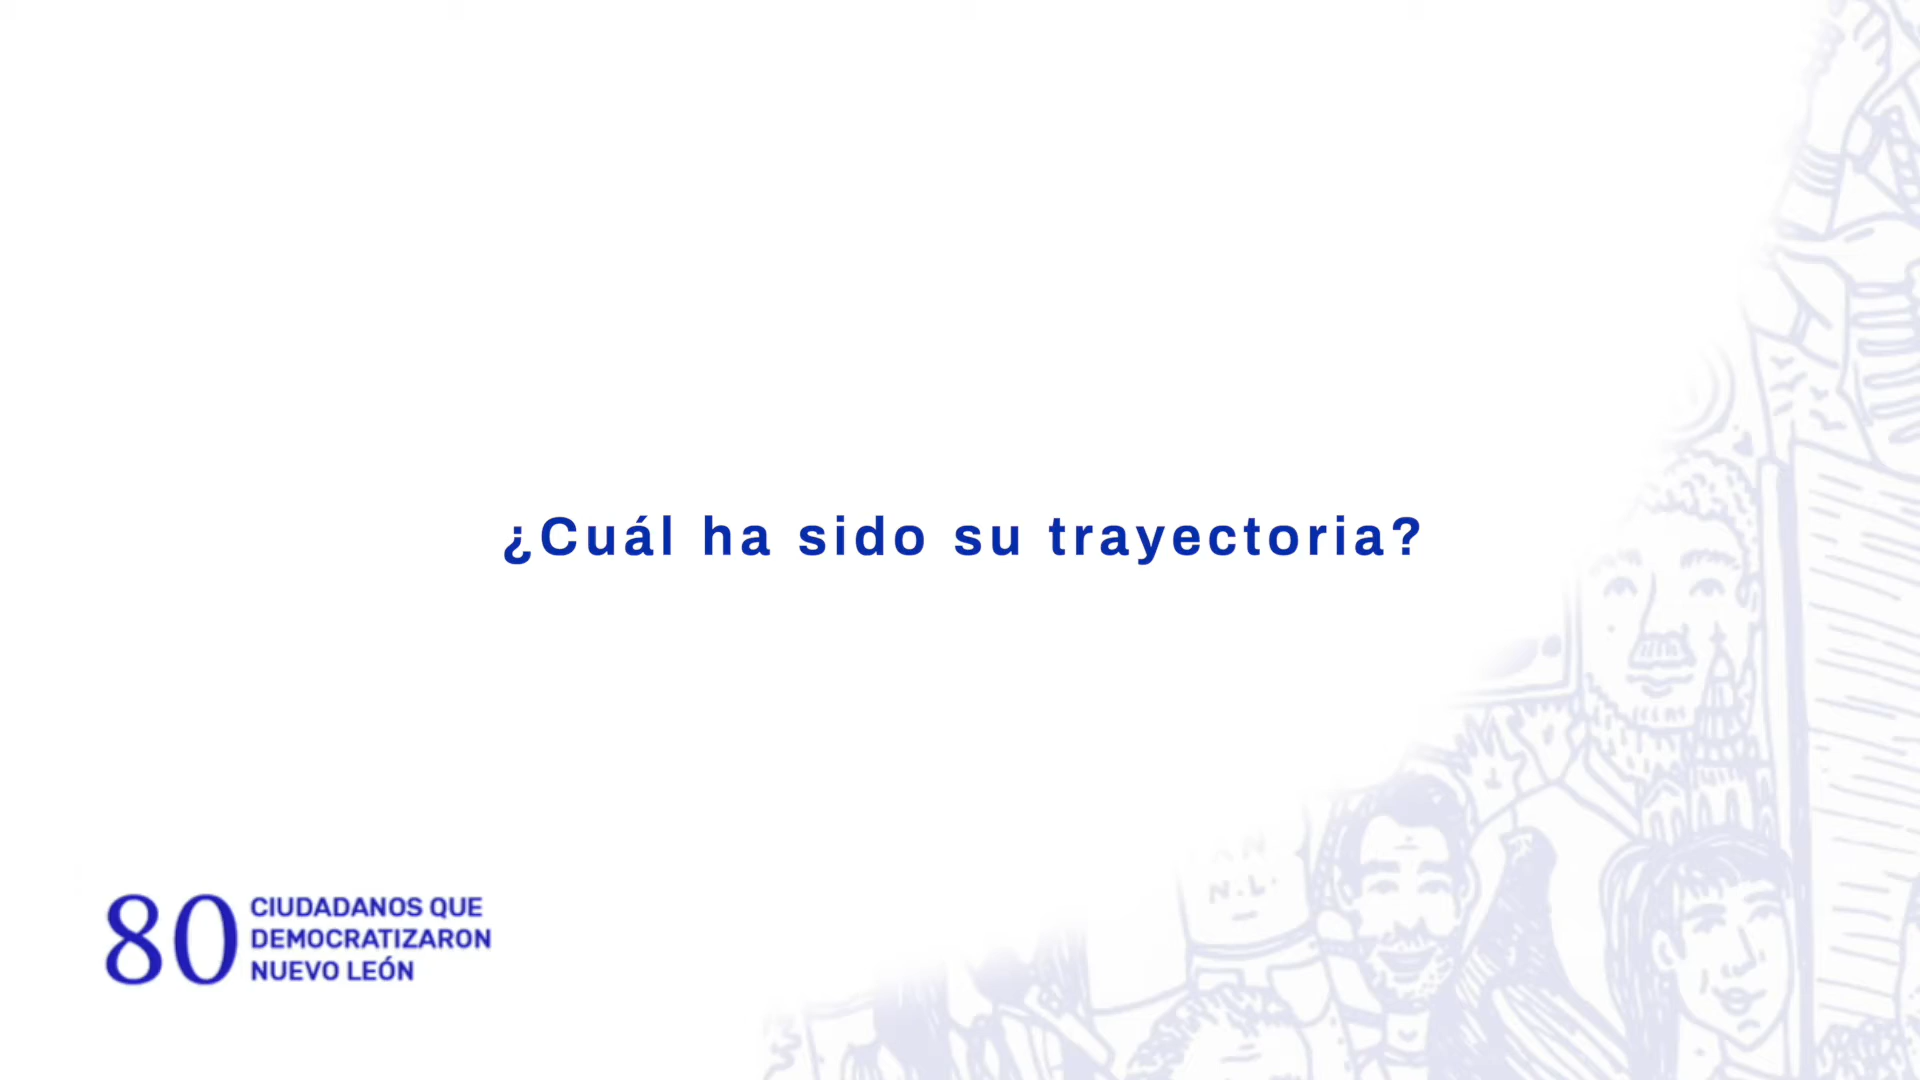 ¿Cuál ha sido su trayectoria?
N.L.
80 CIUDADANOS QUE
DEMOCRATIZARON
NUEVO LEÓN